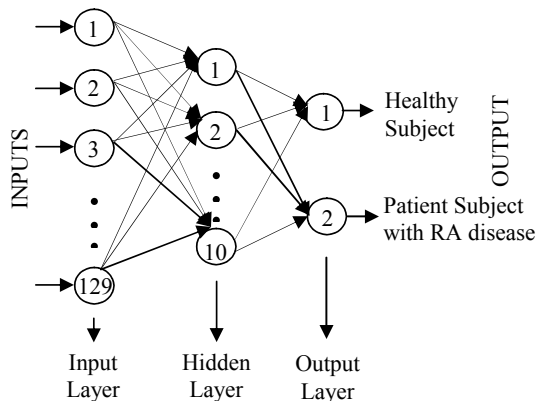 INPUTS
1
2
3
129
1
2
10
1
2
Healthy
Subject
Patient Subject
with RA disease
OUTPUT
Input
Layer
Hidden
Layer
Output
Layer